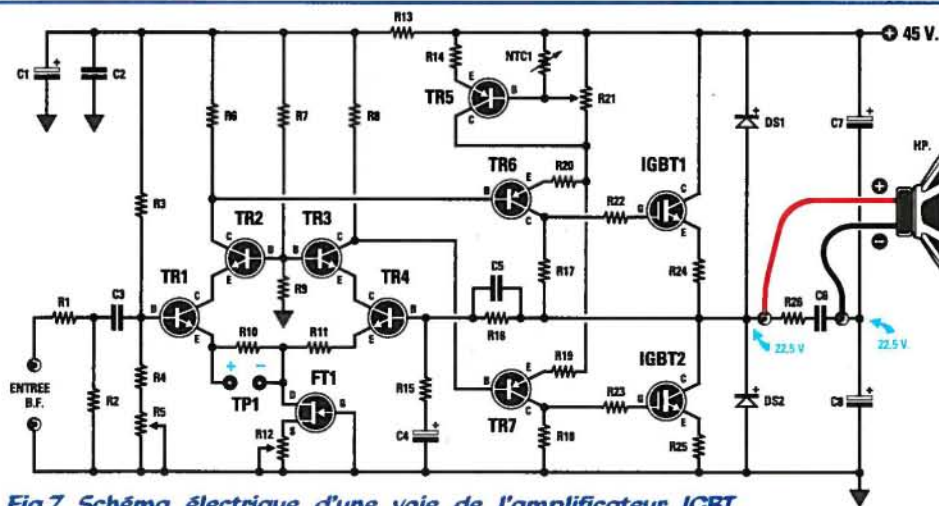 R13
45 V.
C1
C2
R14
NTC1
E
B
TR5
R21
C
R6
R7
R8
DS1
C7
HP.
TR6
R20
E
B
C
IGBT1
R22
C
G
E
R3
TR2
TR3
C
C
B
B
E
E
R17
R24
C5
TR1
TR4
R9
R1
C3
C
C
B
B
E
E
R16
R26
C6
22,5 V
22,5 V.
R10
R11
R19
IGBT2
ENTREE
B.F.
R2
R4
TP1
FT1
D
G
S
R15
E
B
TR7
C
R23
C
G
E
DS2
C8
R5
R12
C4
R18
R25
Fig.7 Schéma électrique d'une voie de l'amplificateur IGBT